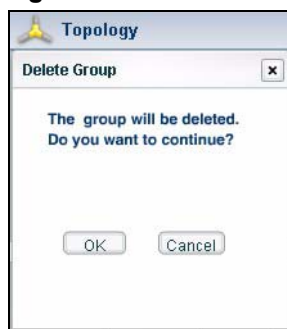 Topology
Delete Group
The group will be deleted.
Do you want to continue?
OK
Cancel